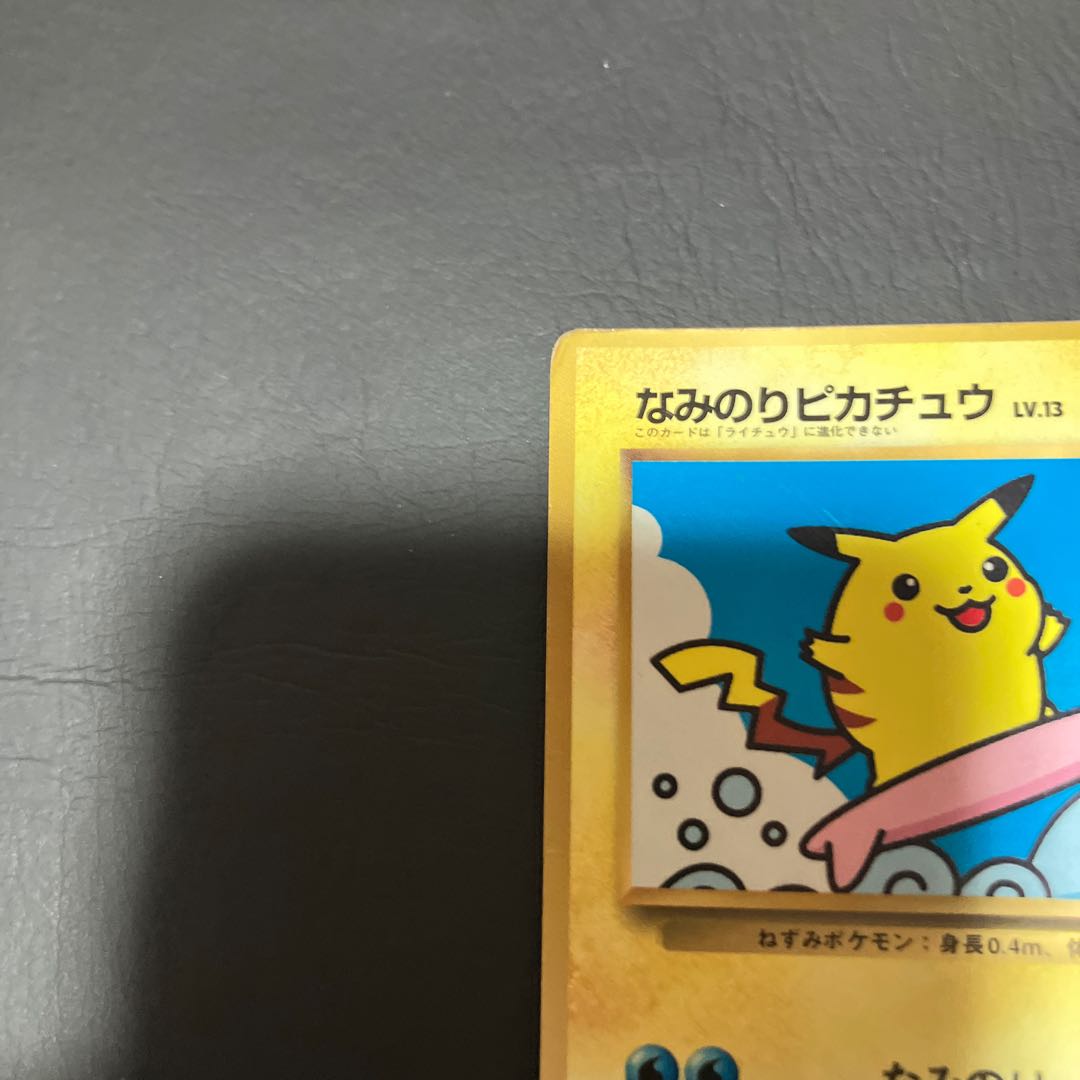 なみのりピカチュウ LV.13
このカードは「ライチュウ」に進化できない
ねずみポケモン：身長0.4m、